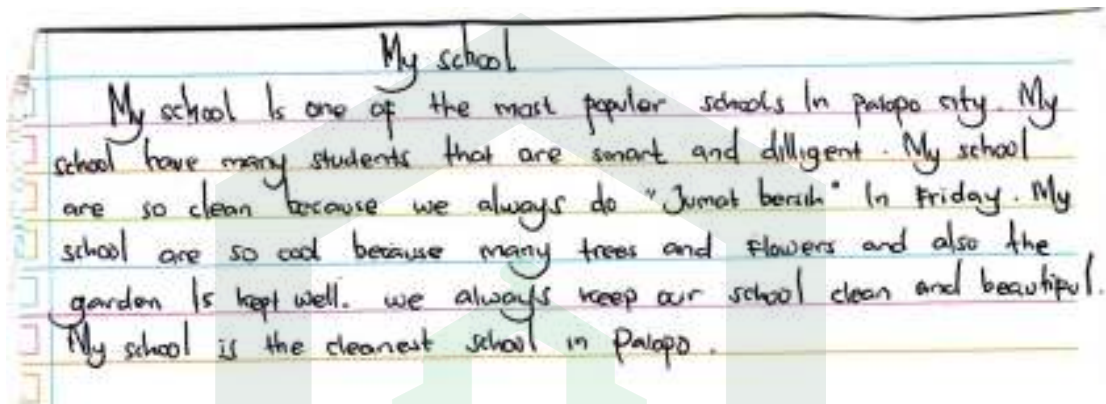 My school
My school Is one of the most populer schools In palopo city. My
school have many students that are smart and dilligent. My school
are so clean because we always do "Jumat bersih" In Friday. My
school are so cool because many trees and Flowers and also the
garden Is kept well. we always keep our school clean and beautiful.
My school is the cleanest school in Palopo.